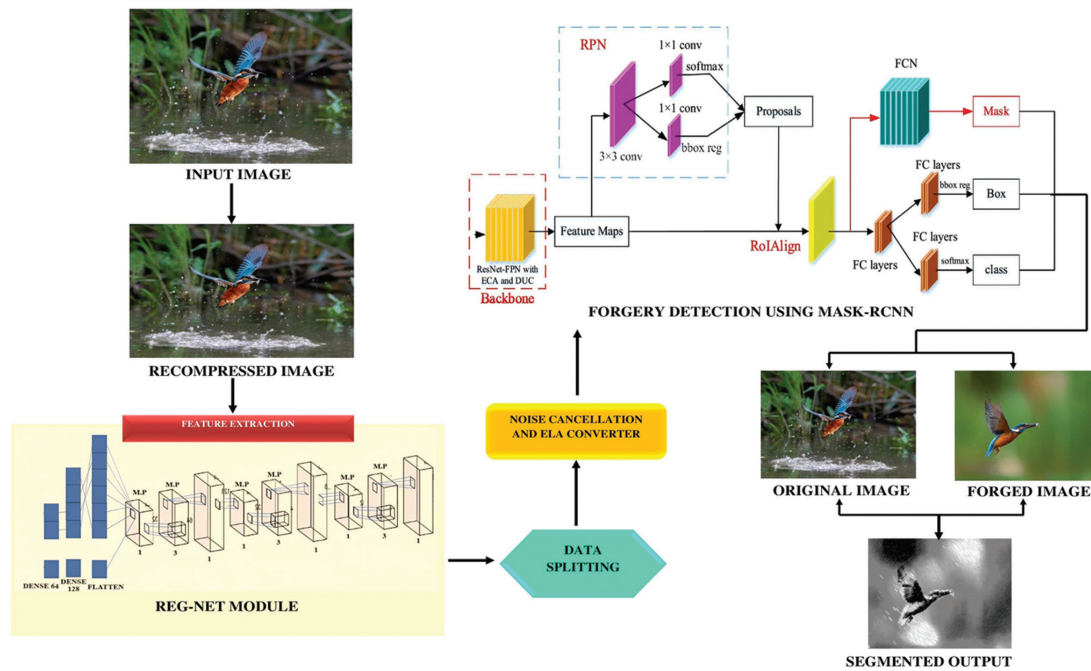 INPUT IMAGE
RECOMPRESSED IMAGE
FEATURE EXTRACTION
M.P
M.P
M.P
M.P
M.P
M.P
1
3
1
1
3
1
1
3
1
DENSE 64
DENSE
128
FLATTEN
REG-NET MODULE
DATA
SPLITTING
NOISE CANCELLATION
AND ELA CONVERTER
RPN
1×1 conv
softmax
1×1 conv
bbox reg
3×3 conv
Proposals
FCN
Mask
FC layers
bbox reg
Box
FC layers
FC layers
softmax
class
Feature Maps
RoIAlign
ResNet-FPN with
ECA and DUC
Backbone
FORGERY DETECTION USING MASK-RCNN
ORIGINAL IMAGE
FORGED IMAGE
SEGMENTED OUTPUT